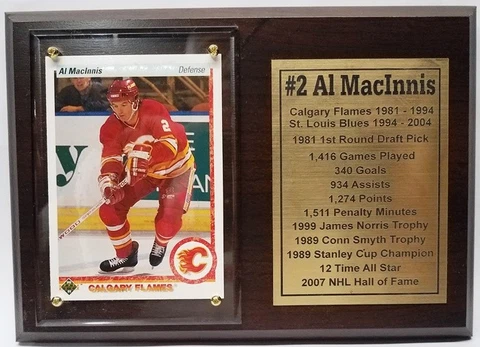 Al MacInnis
Defense
2
CALGARY FLAMES
#2 Al MacInnis
Calgary Flames 1981 - 1994
St. Louis Blues 1994 - 2004
1981 1st Round Draft Pick
1,416 Games Played
340 Goals
934 Assists
1,274 Points
1,511 Penalty Minutes
1999 James Norris Trophy
1989 Conn Smyth Trophy
1989 Stanley Cup Champion
12 Time All Star
2007 NHL Hall of Fame